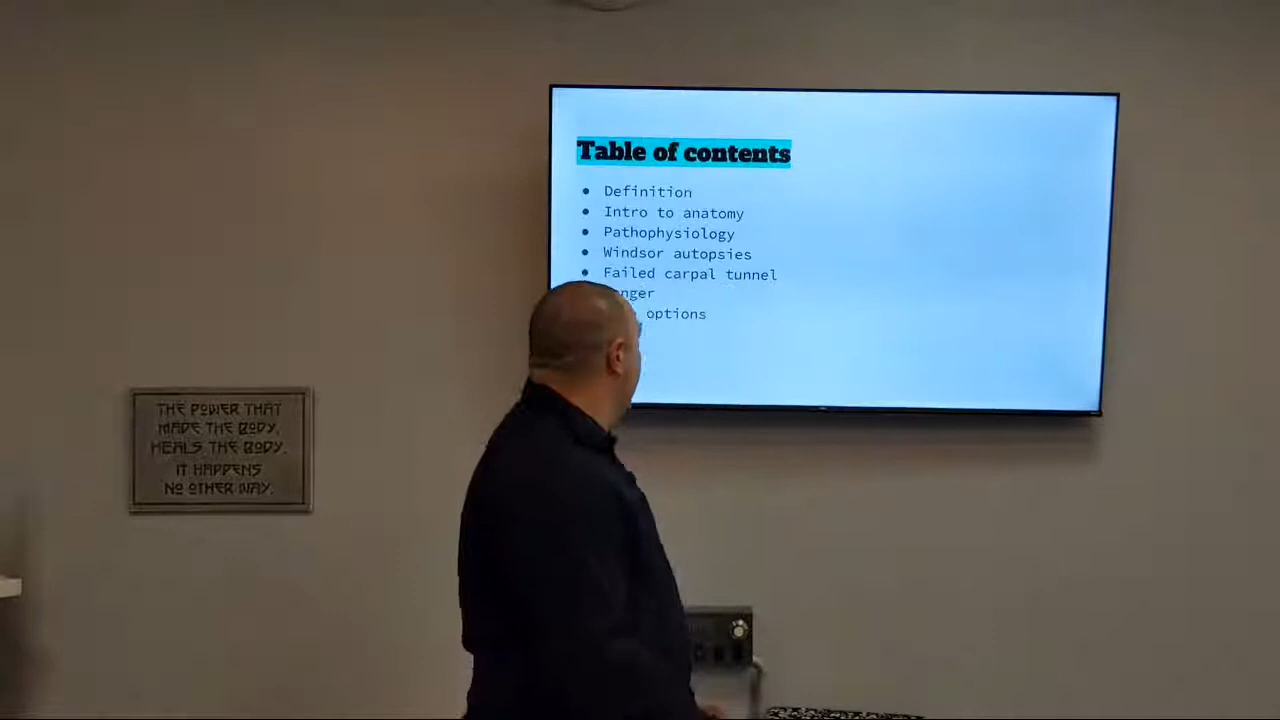 Table of contents
Definition
Intro to anatomy
Pathophysiology
Windsor autopsies
Failed carpal tunnel
options
THE POWER THAT
MADE THE BODY,
HEALS THE BODY.
IT HAPPENS
NO OTHER WAY.